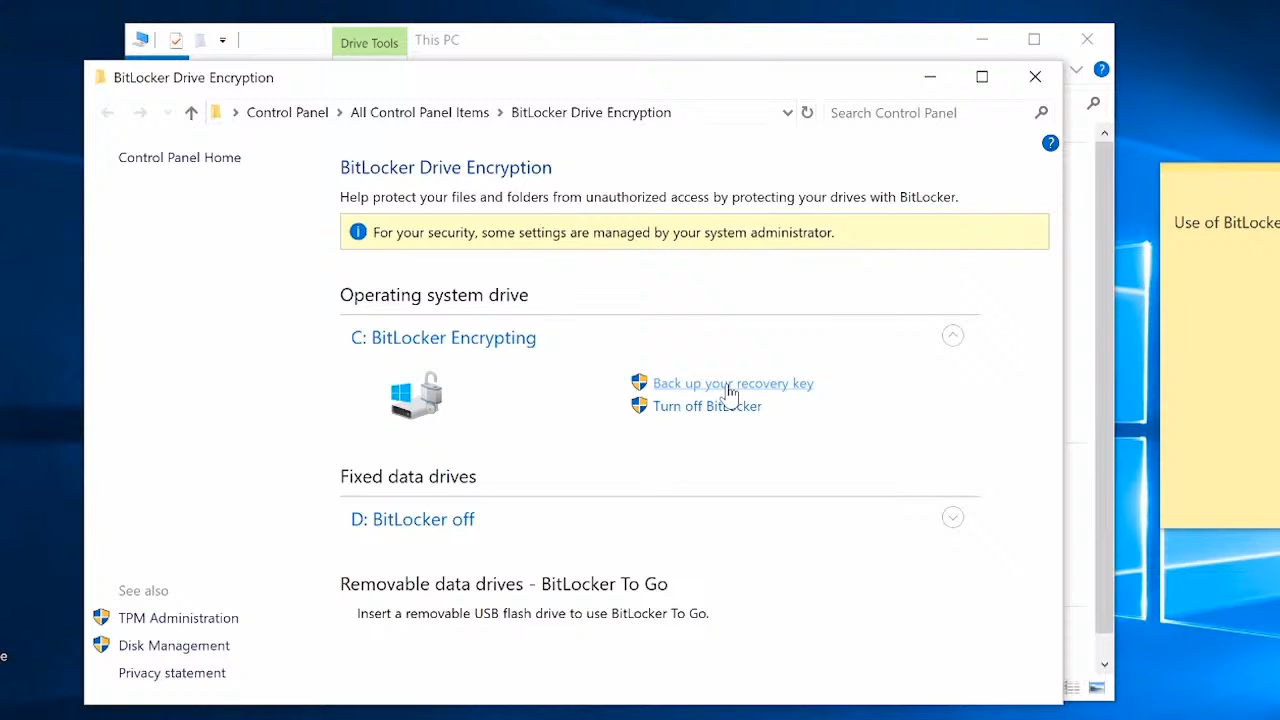 Drive Tools
This PC
BitLocker Drive Encryption
Control Panel > All Control Panel Items > BitLocker Drive Encryption
Search Control Panel
Control Panel Home
BitLocker Drive Encryption
Help protect your files and folders from unauthorized access by protecting your drives with BitLocker.
For your security, some settings are managed by your system administrator.
Use of BitLocke
Operating system drive
C: BitLocker Encrypting
Back up your recovery key
Turn off BitLocker
Fixed data drives
D: BitLocker off
Removable data drives - BitLocker To Go
Insert a removable USB flash drive to use BitLocker To Go.
See also
TPM Administration
Disk Management
Privacy statement
e